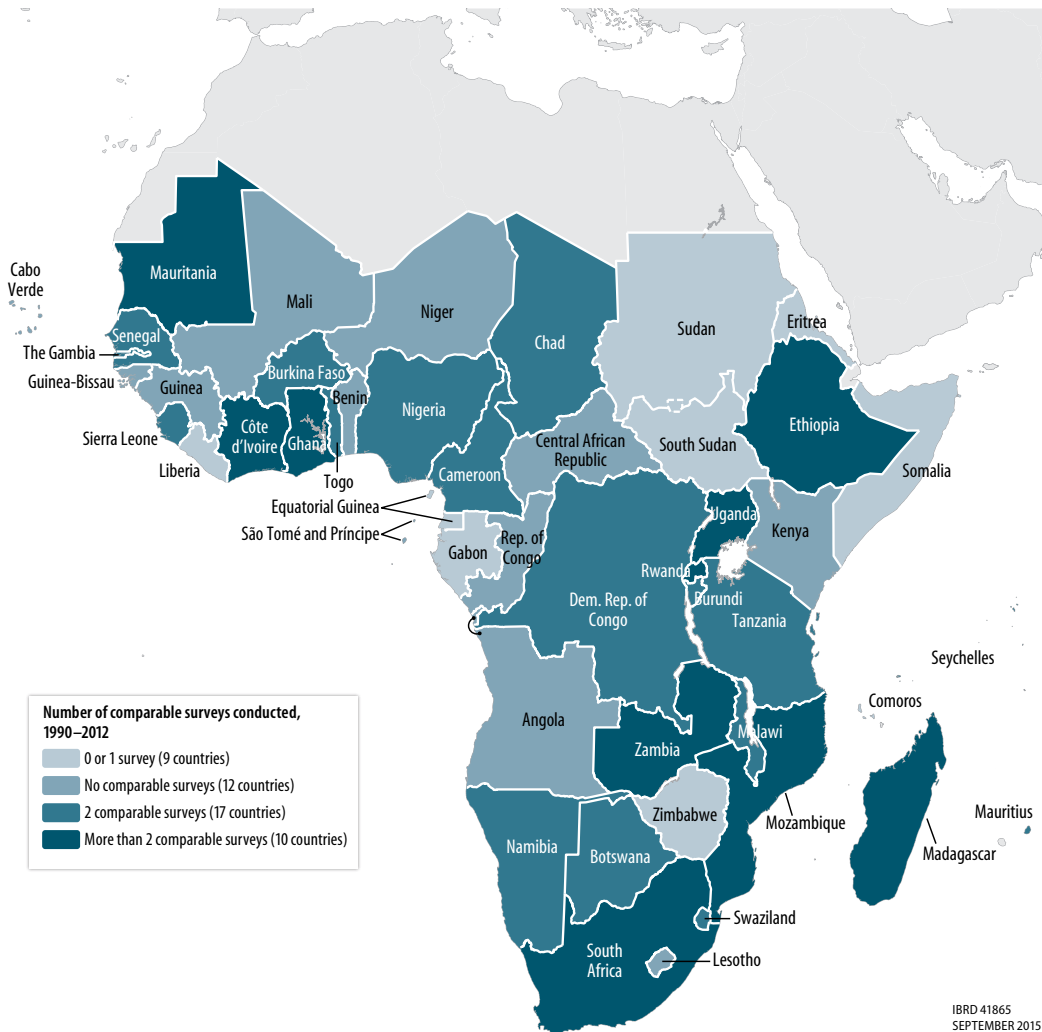 Cabo
Verde
Mauritania
Mali
Niger
Chad
Sudan
Eritrea
Senegal
The Gambia
Guinea-Bissau
Guinea
Burkina Faso
Benin
Nigeria
Sierra Leone
Liberia
Côte
d'Ivoire
Ghana
Togo
Cameroon
Central African
Republic
South Sudan
Ethiopia
Somalia
Equatorial Guinea
São Tomé and Príncipe
Gabon
Rep. of
Congo
Uganda
Kenya
Rwanda
Burundi
Dem. Rep. of
Congo
Tanzania
Seychelles
Comoros
Angola
Zambia
Malawi
Mozambique
Zimbabwe
Mauritius
Madagascar
Namibia
Botswana
Swaziland
South
Africa
Lesotho
Number of comparable surveys conducted,
1990–2012
0 or 1 survey (9 countries)
No comparable surveys (12 countries)
2 comparable surveys (17 countries)
More than 2 comparable surveys (10 countries)
IBRD 41865
SEPTEMBER 2015